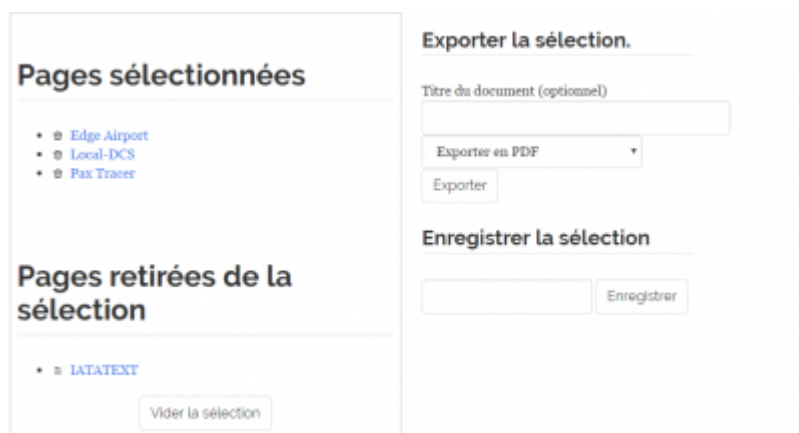 Pages sélectionnées
Edge Airport
Local-DCS
Pax Tracer
Pages retirées de la
sélection
IATATEXT
Vider la sélection
Exporter la sélection.
Titre du document (optionnel)
Exporter en PDF
Exporter
Enregistrer la sélection
Enregistrer